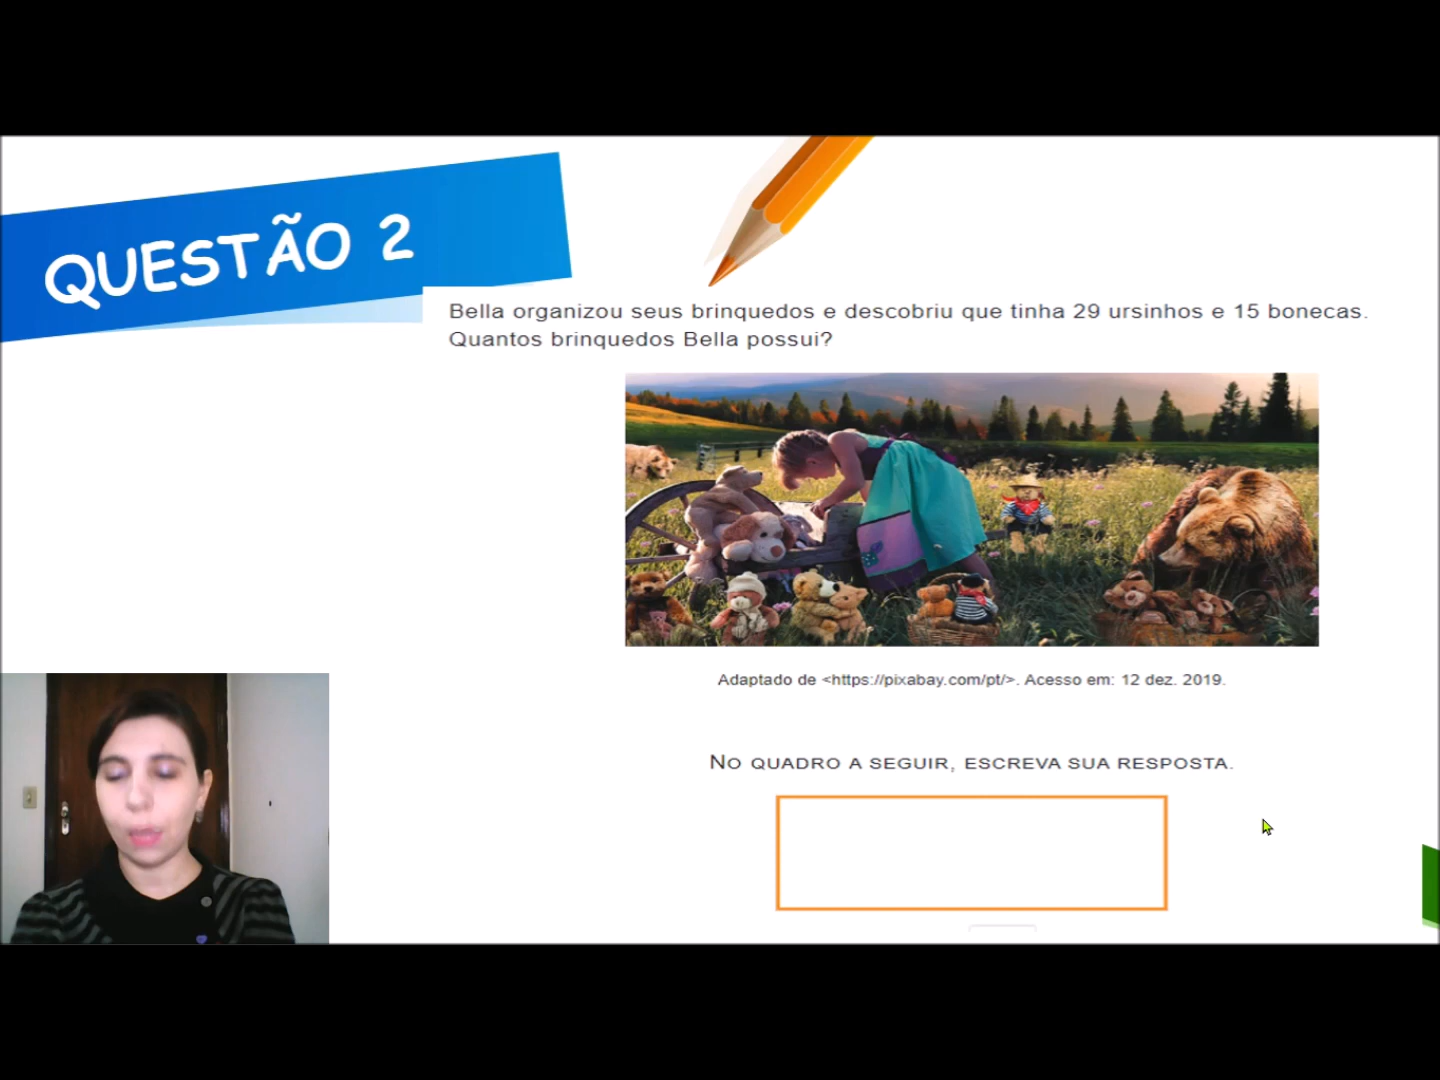 QUESTÃO 2
Bella organizou seus brinquedos e descobriu que tinha 29 ursinhos e 15 bonecas.
Quantos brinquedos Bella possui?
Adaptado de <https://pixabay.com/pt/>. Acesso em: 12 dez. 2019.
NO QUADRO A SEGUIR, ESCREVA SUA RESPOSTA.